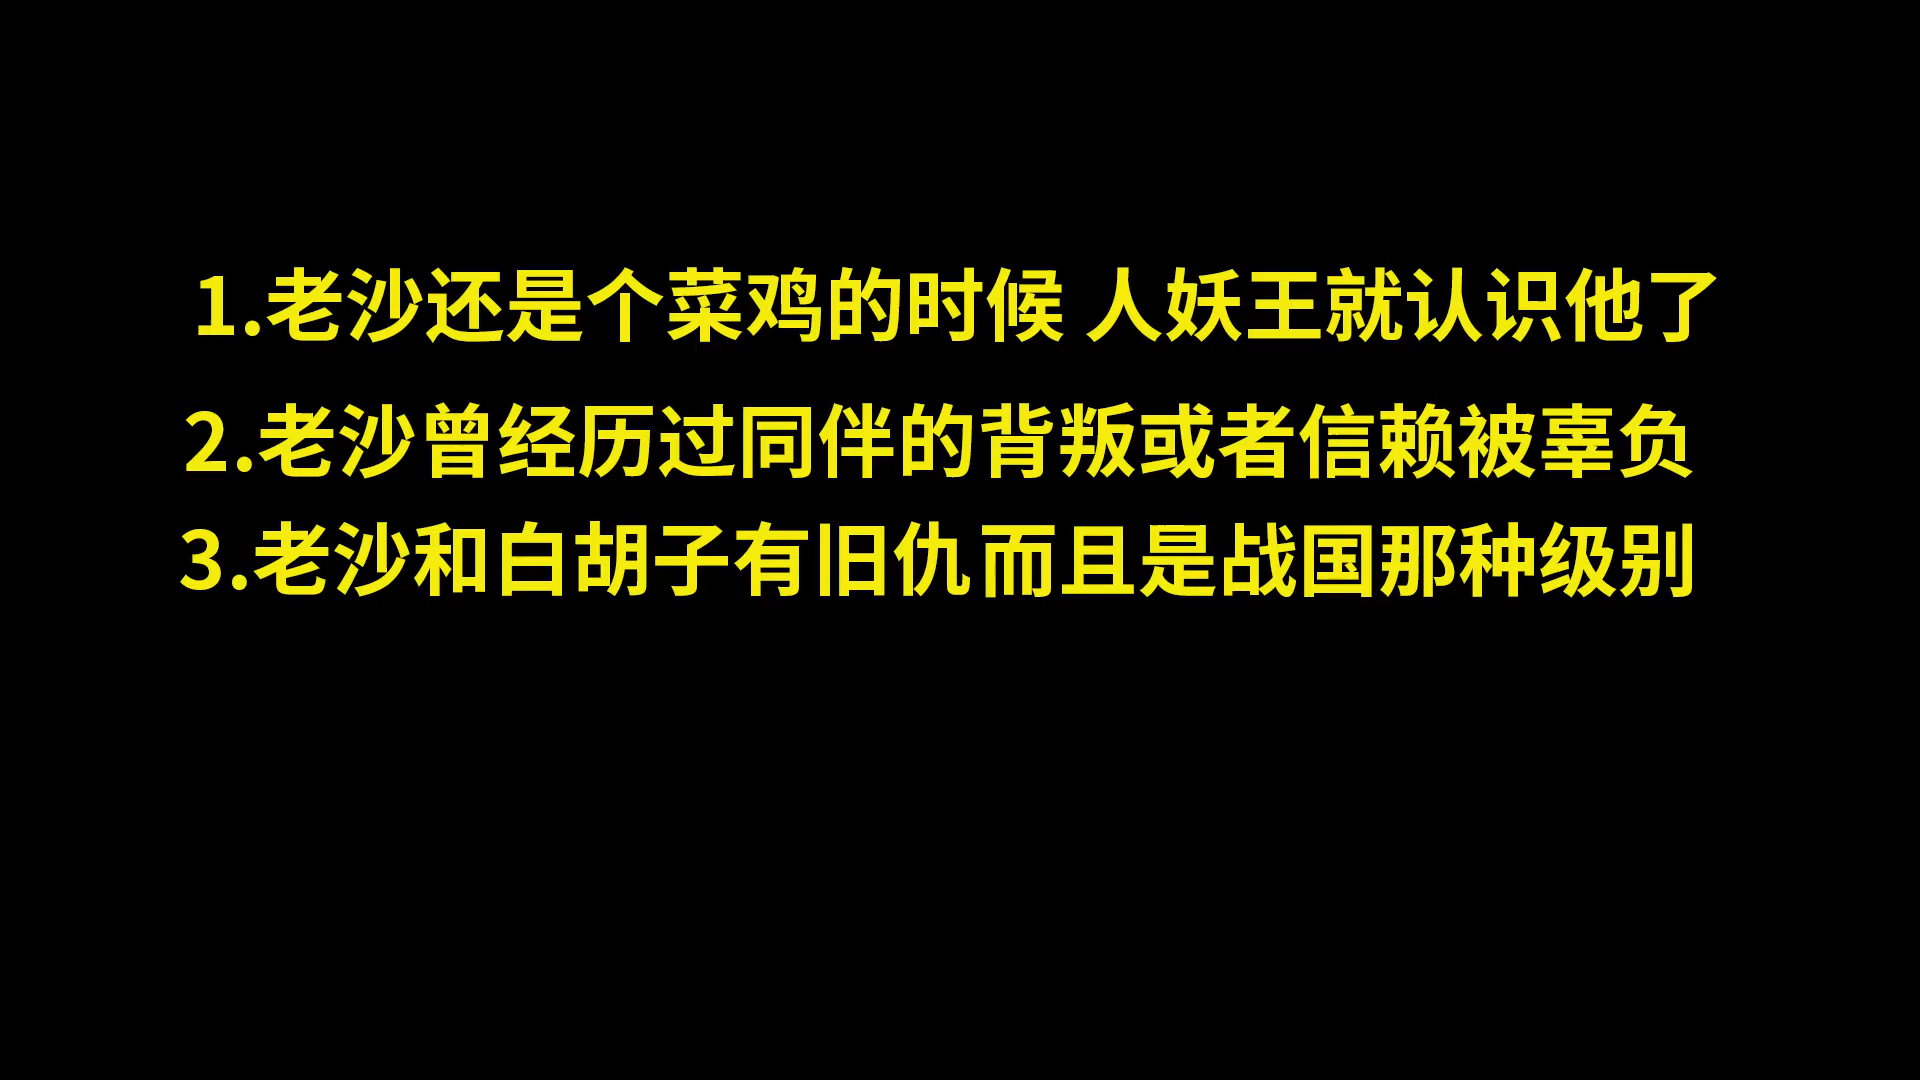 1.老沙还是个菜鸡的时候 人妖王就认识他了
2.老沙曾经历过同伴的背叛或者信赖被辜负
3.老沙和白胡子有旧仇而且是战国那种级别